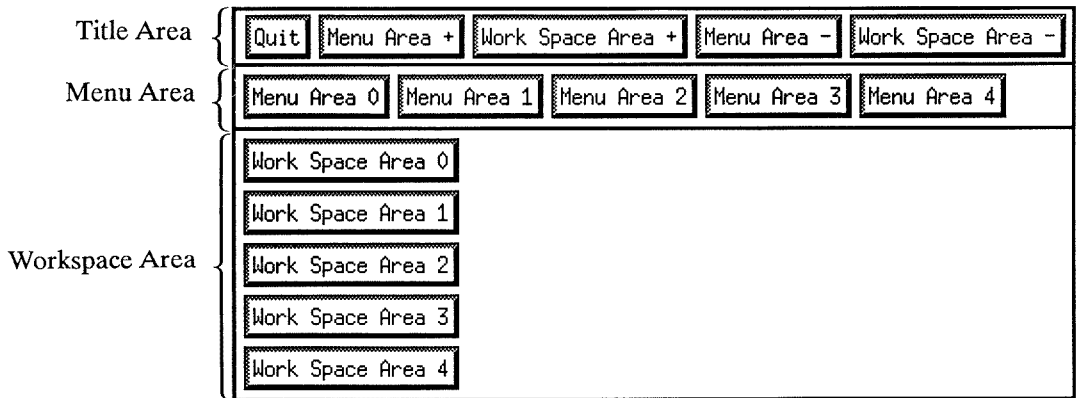 Title Area Quit Menu Area + Work Space Area + Menu Area - Work Space Area -
Menu Area Menu Area 0 Menu Area 1 Menu Area 2 Menu Area 3 Menu Area 4
Work Space Area 0
Work Space Area 1
Workspace Area Work Space Area 2
Work Space Area 3
Work Space Area 4